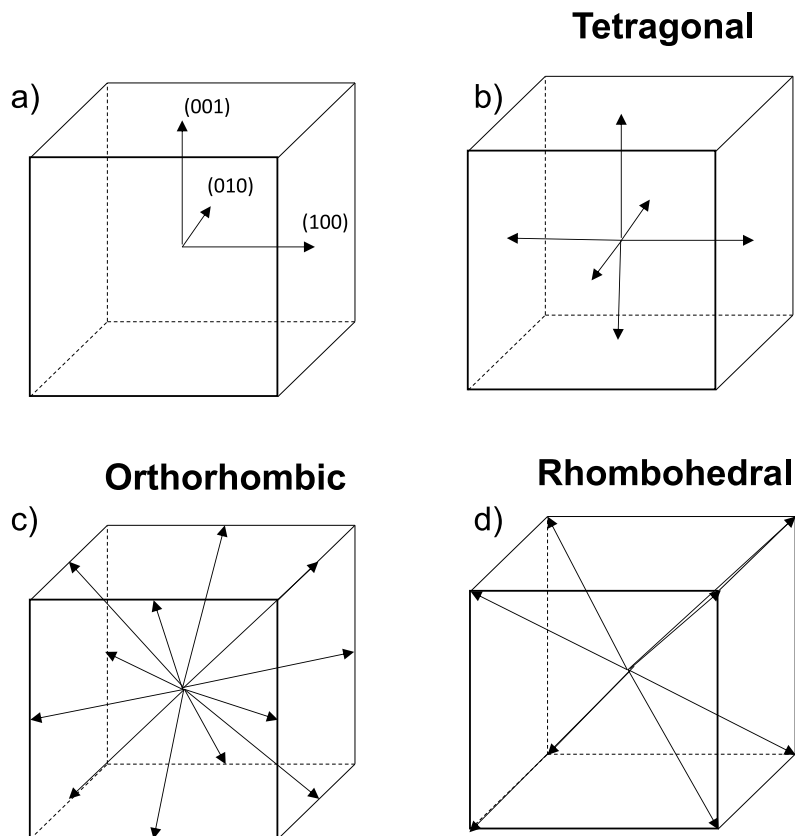 Tetragonal
a)
b)
(001)
(010)
(100)
Orthorhombic
Rhombohedral
c)
d)